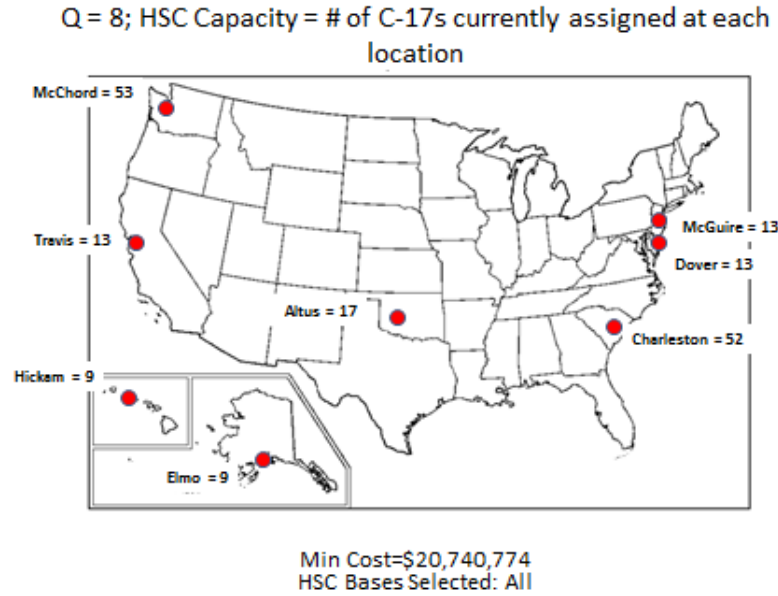 Q = 8; HSC Capacity = # of C-17s currently assigned at each
location
McChord = 53
Travis = 13
McGuire = 13
Dover = 13
Altus = 17
Charleston = 52
Hickam = 9
Elmo = 9
Min Cost=$20,740,774
HSC Bases Selected: All